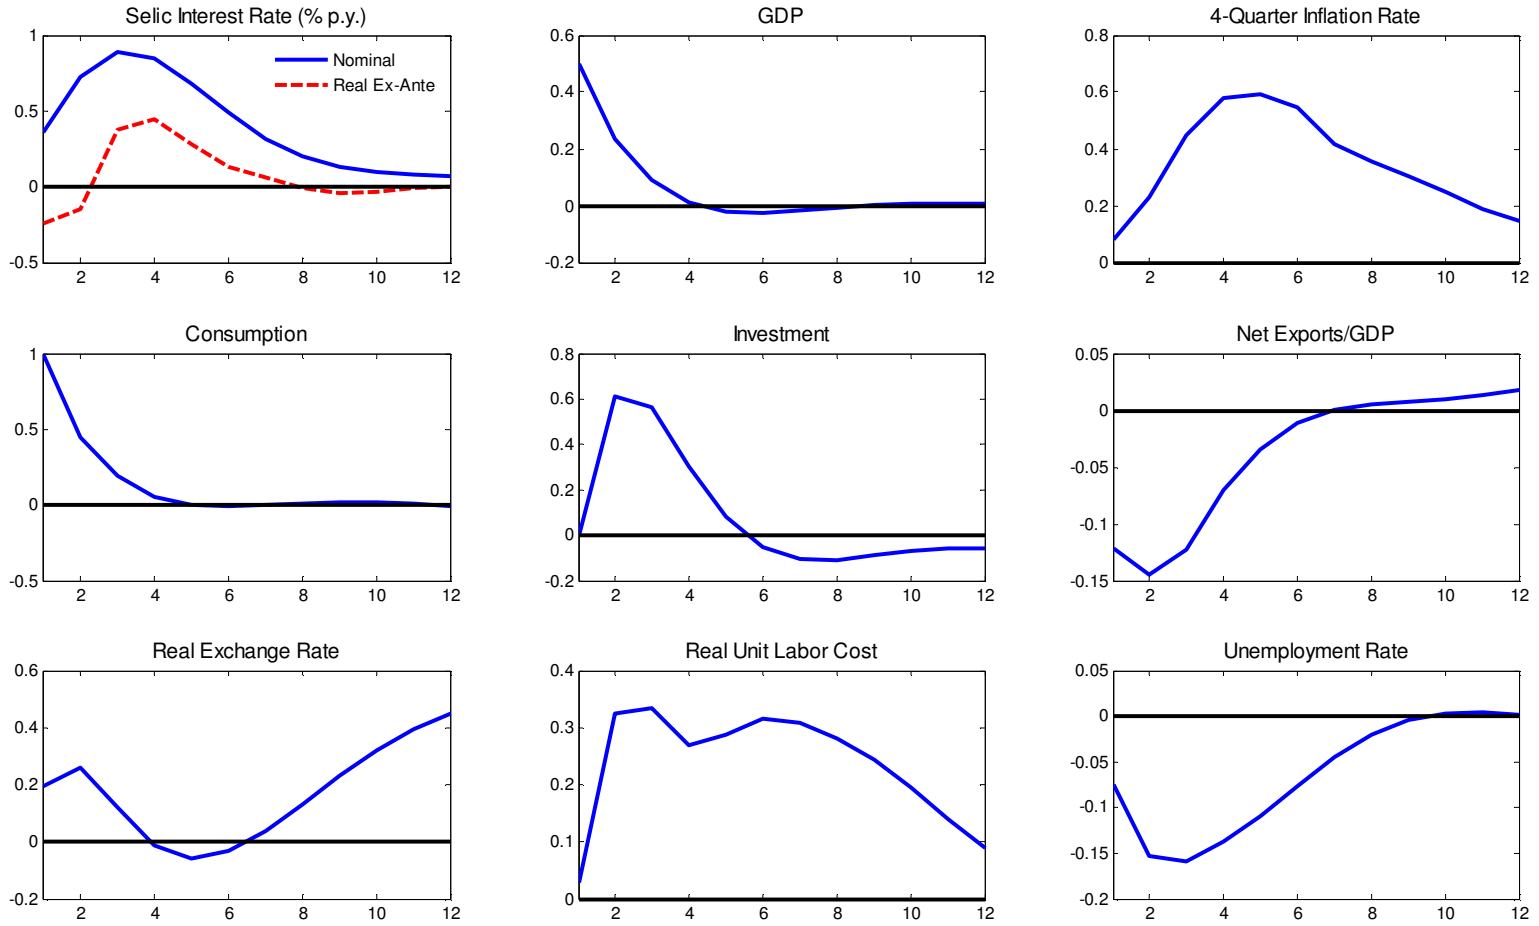 Selic Interest Rate (% p.y.)
1
0.5
0
-0.5
2 4 6 8 10 12
Nominal
Real Ex-Ante
GDP
0.6
0.4
0.2
0
-0.2
2 4 6 8 10 12
4-Quarter Inflation Rate
0.8
0.6
0.4
0.2
0
2 4 6 8 10 12
Consumption
1
0.5
0
-0.5
2 4 6 8 10 12
Investment
0.8
0.6
0.4
0.2
0
-0.2
2 4 6 8 10 12
Net Exports/GDP
0.05
0
-0.05
-0.1
-0.15
2 4 6 8 10 12
Real Exchange Rate
0.6
0.4
0.2
0
-0.2
2 4 6 8 10 12
Real Unit Labor Cost
0.4
0.3
0.2
0.1
0
2 4 6 8 10 12
Unemployment Rate
0.05
0
-0.05
-0.1
-0.15
-0.2
2 4 6 8 10 12